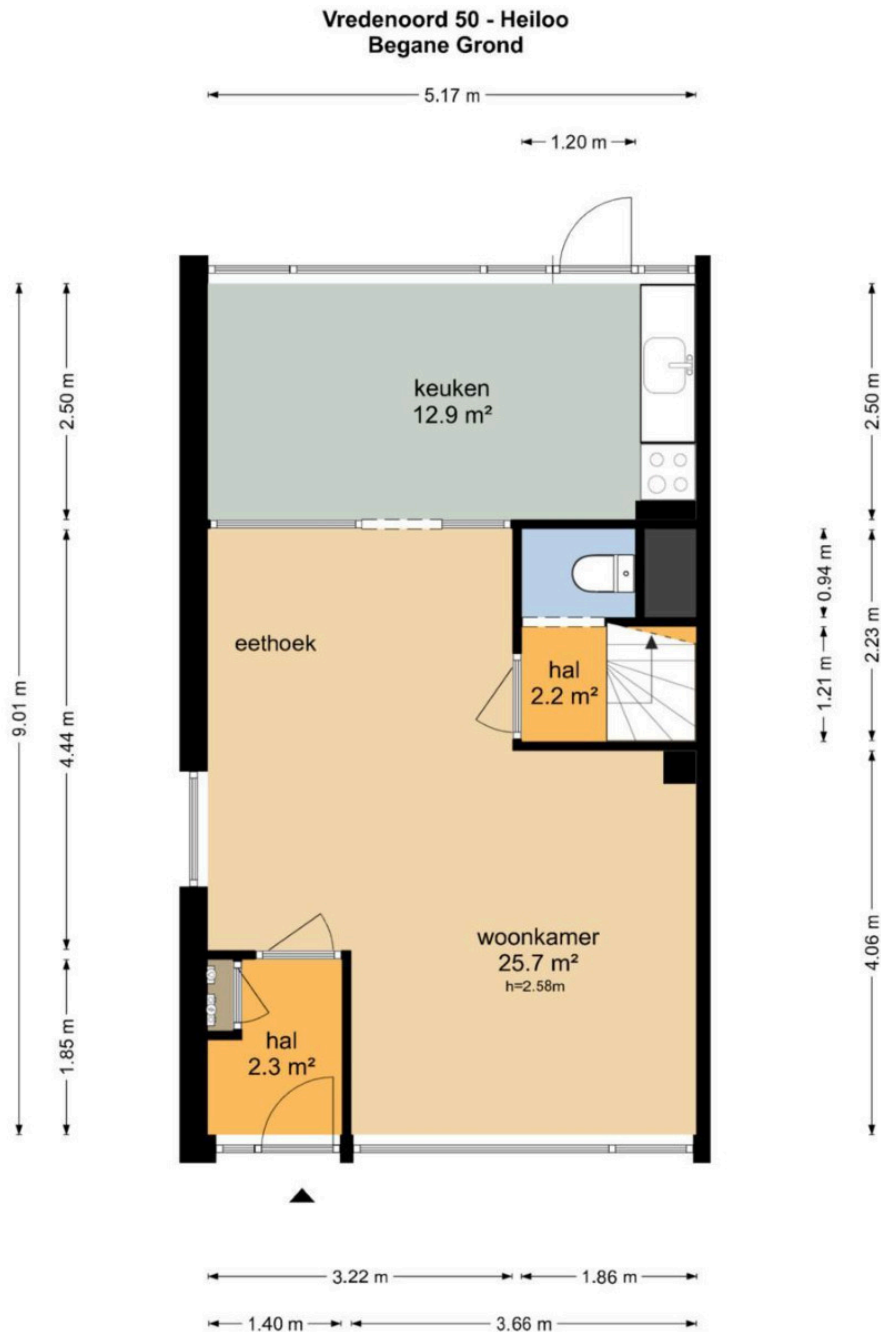 Vredenoord 50 - Heiloo
Begane Grond
5.17 m
1.20 m
keuken
12.9 m²
2.50 m
2.50 m
9.01 m
eethoek
0.94 m
2.23 m
1.21 m
hal
2.2 m²
4.44 m
woonkamer
25.7 m²
h=2.58m
4.06 m
hal
2.3 m²
1.85 m
3.22 m
1.86 m
1.40 m
3.66 m